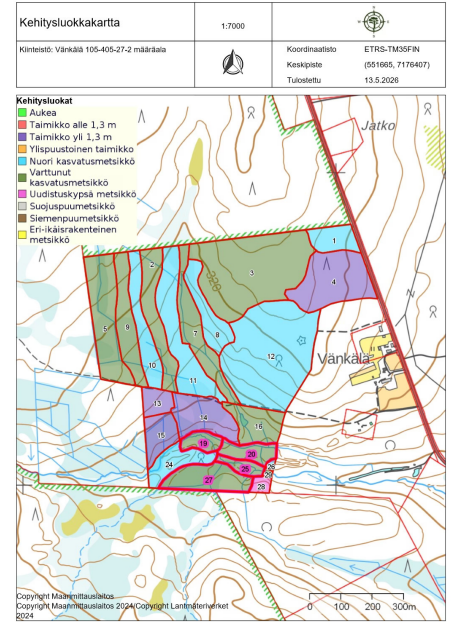 Kehitysluokkakartta
1:7000
Kiinteistö: Vänkälä 105-405-27-2 määräala
Koordinaatisto ETRS-TM35FIN
Keskipiste (551665, 7176407)
Tulostettu 13.5.2026
Kehitysluokat
Aukea
Taimikko alle 1,3 m
Taimikko yli 1,3 m
Ylispuustoinen taimikko
Nuori kasvatusmetsikkö
Varttunut
kasvatusmetsikkö
Uudistuskypsä metsikkö
Suojuspuumetsikkö
Siemenpuumetsikkö
Eri-ikäisrakenteinen
metsikkö
Jatko
1
2
3
4
5
9
7
8
10
12
11
Vänkälä
N
13
14
15
16
19
20
24
25
26
27
28
Copyright Maanmittauslaitos
Copyright Maanmittauslaitos 2024/Copyright Lantmäteriverket
2024
0 100 200 300m